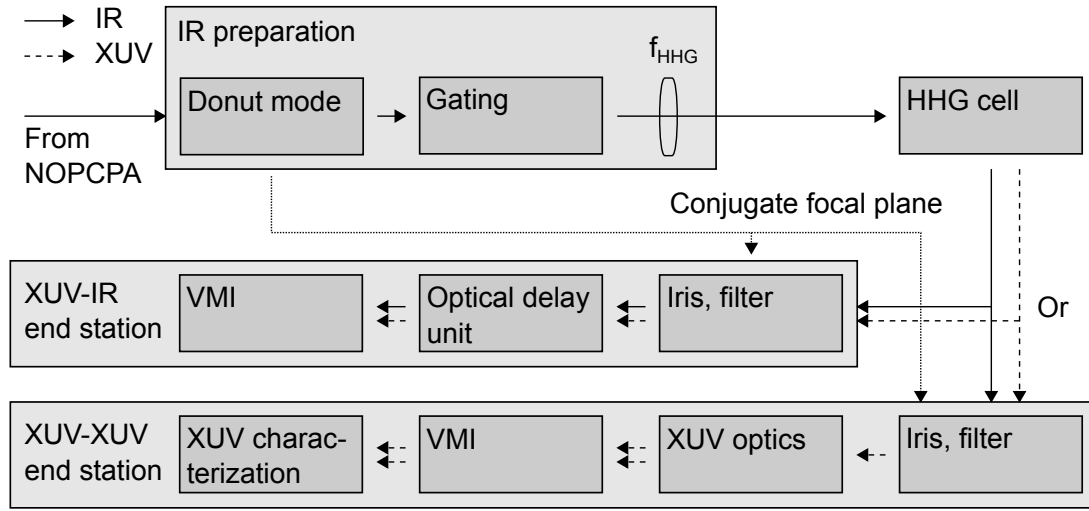 IR
XUV
From
NOPCPA
IR preparation
Donut mode
Gating
fHHG
HHG cell
Conjugate focal plane
XUV-IR
end station
VMI
Optical delay
unit
Iris, filter
Or
XUV-XUV
end station
XUV charac-
terization
VMI
XUV optics
Iris, filter